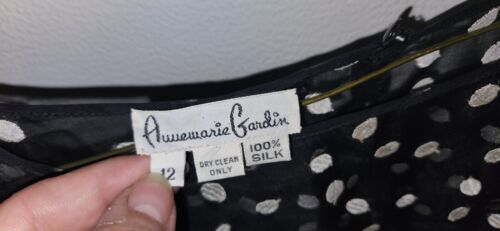 Annemarie Gardin
12
DRY CLEAN
ONLY
100%
SILK